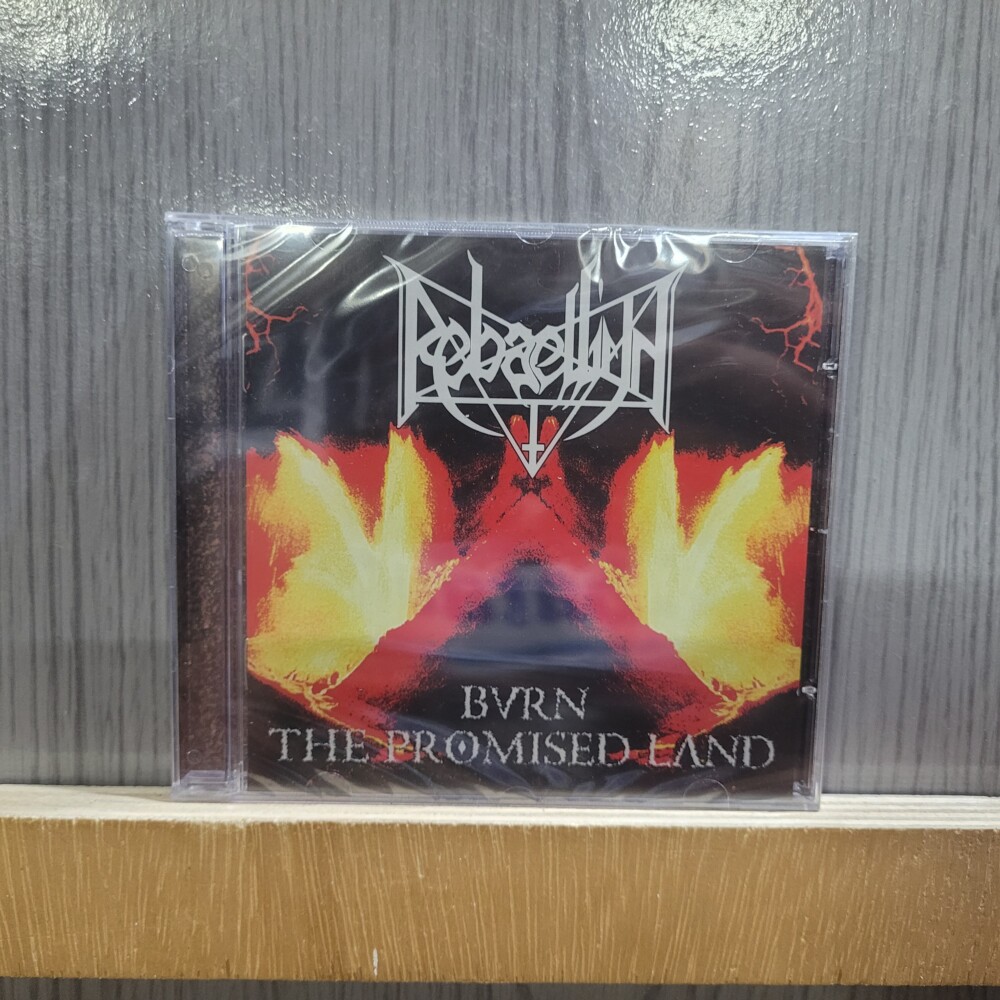 Rebaelliun
BVRN
THE PROMISED LAND